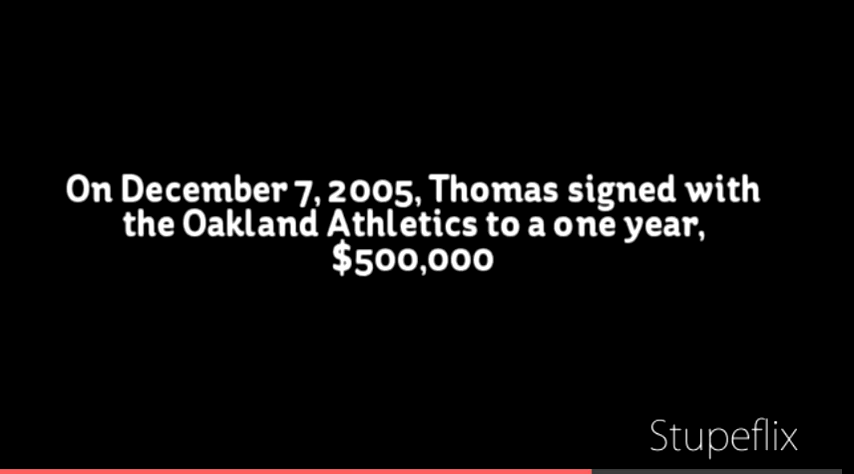 On December 7, 2005, Thomas signed with
the Oakland Athletics to a one year,
$500,000
Stupeflix